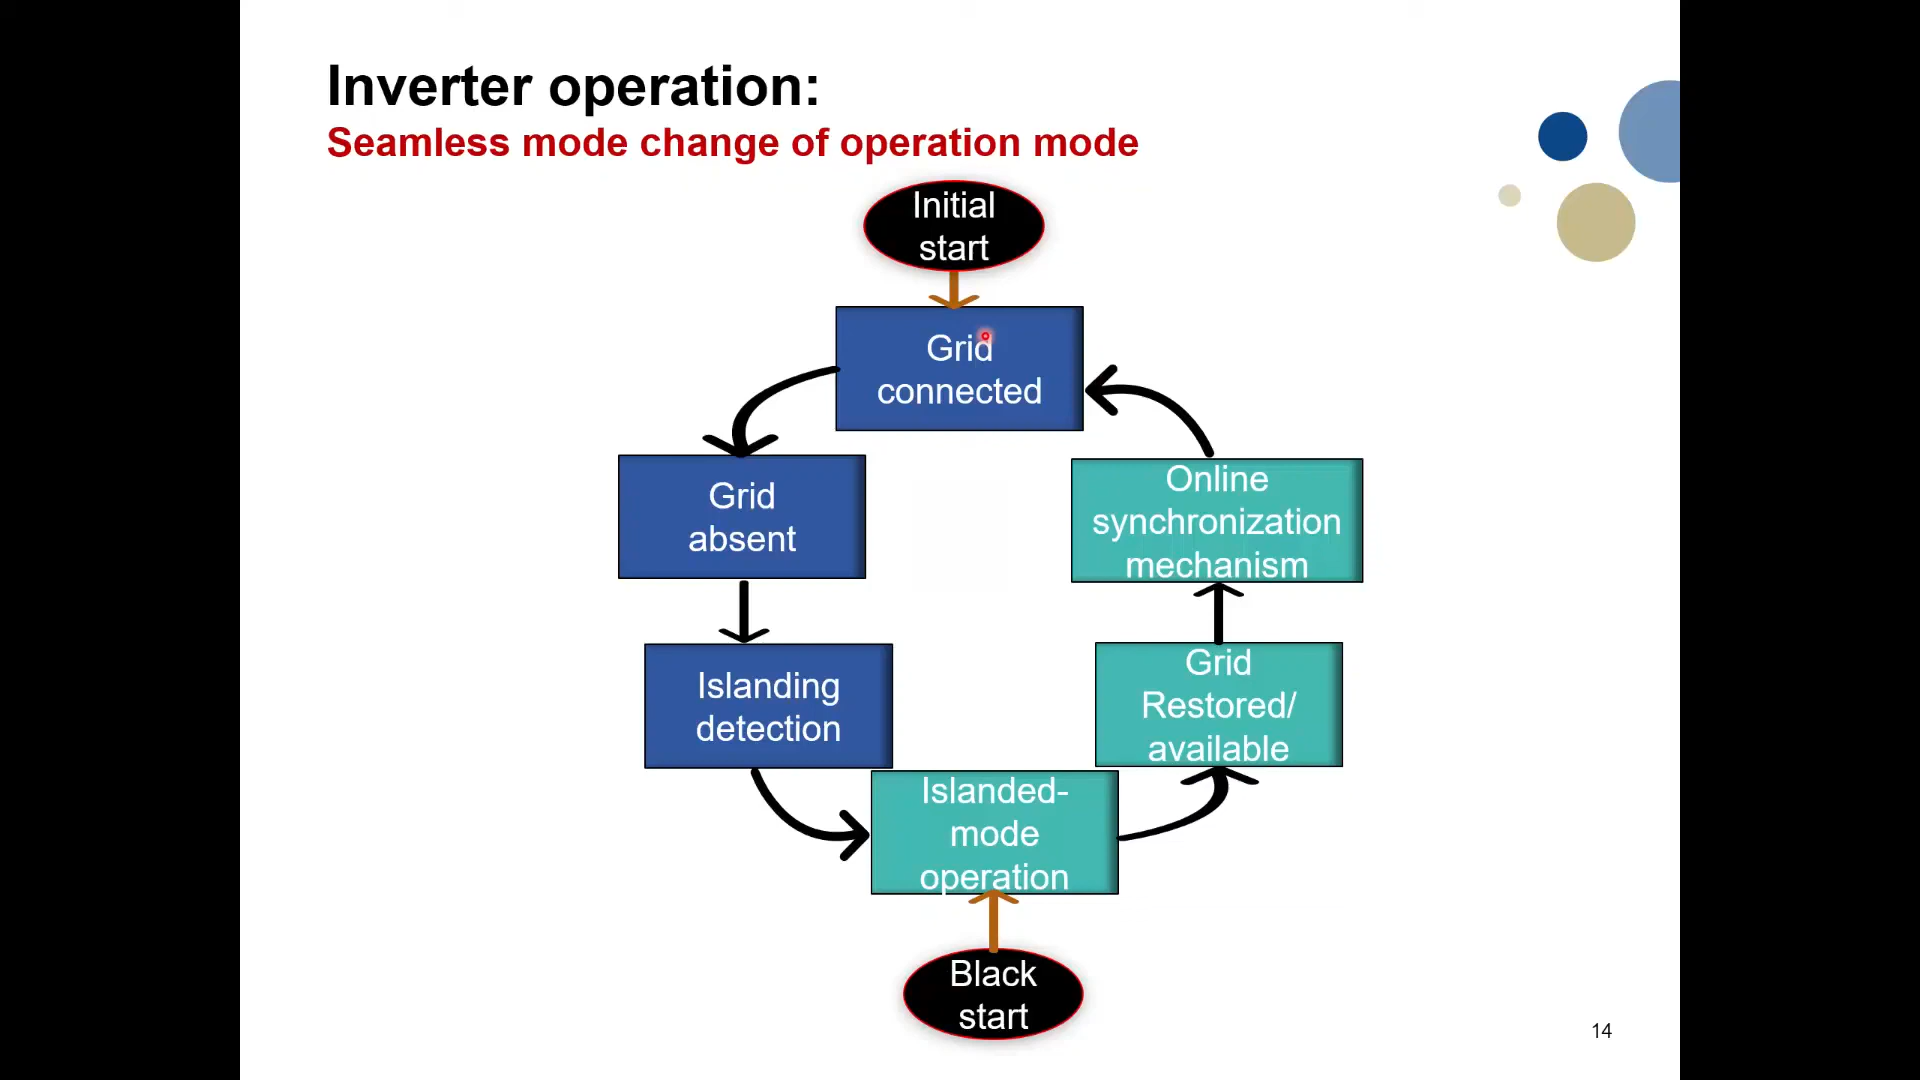 Inverter operation:
Seamless mode change of operation mode
Initial
start
Grid
connected
Grid
absent
Online
synchronization
mechanism
Islanding
detection
Grid
Restored/
available
Islanded-
mode
operation
Black
start
14